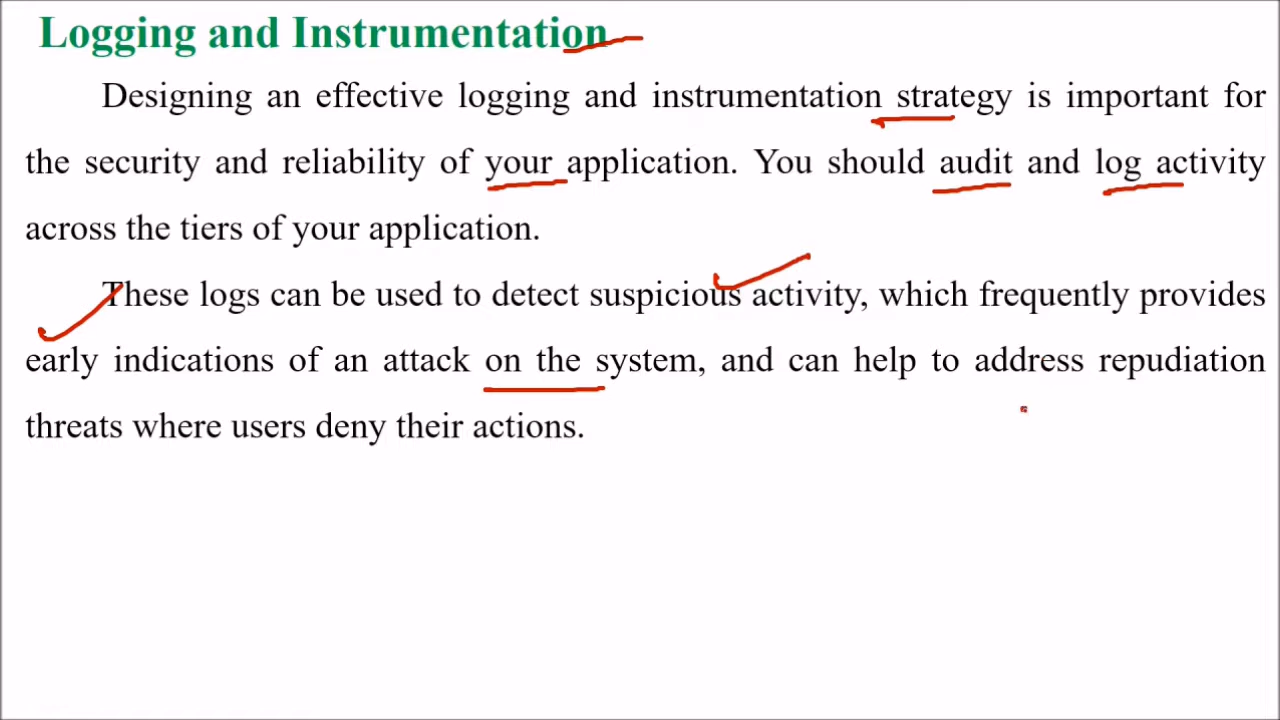 Logging and Instrumentation
Designing an effective logging and instrumentation strategy is important for
the security and reliability of your application. You should audit and log activity
across the tiers of your application.
These logs can be used to detect suspicious activity, which frequently provides
early indications of an attack on the system, and can help to address repudiation
threats where users deny their actions.